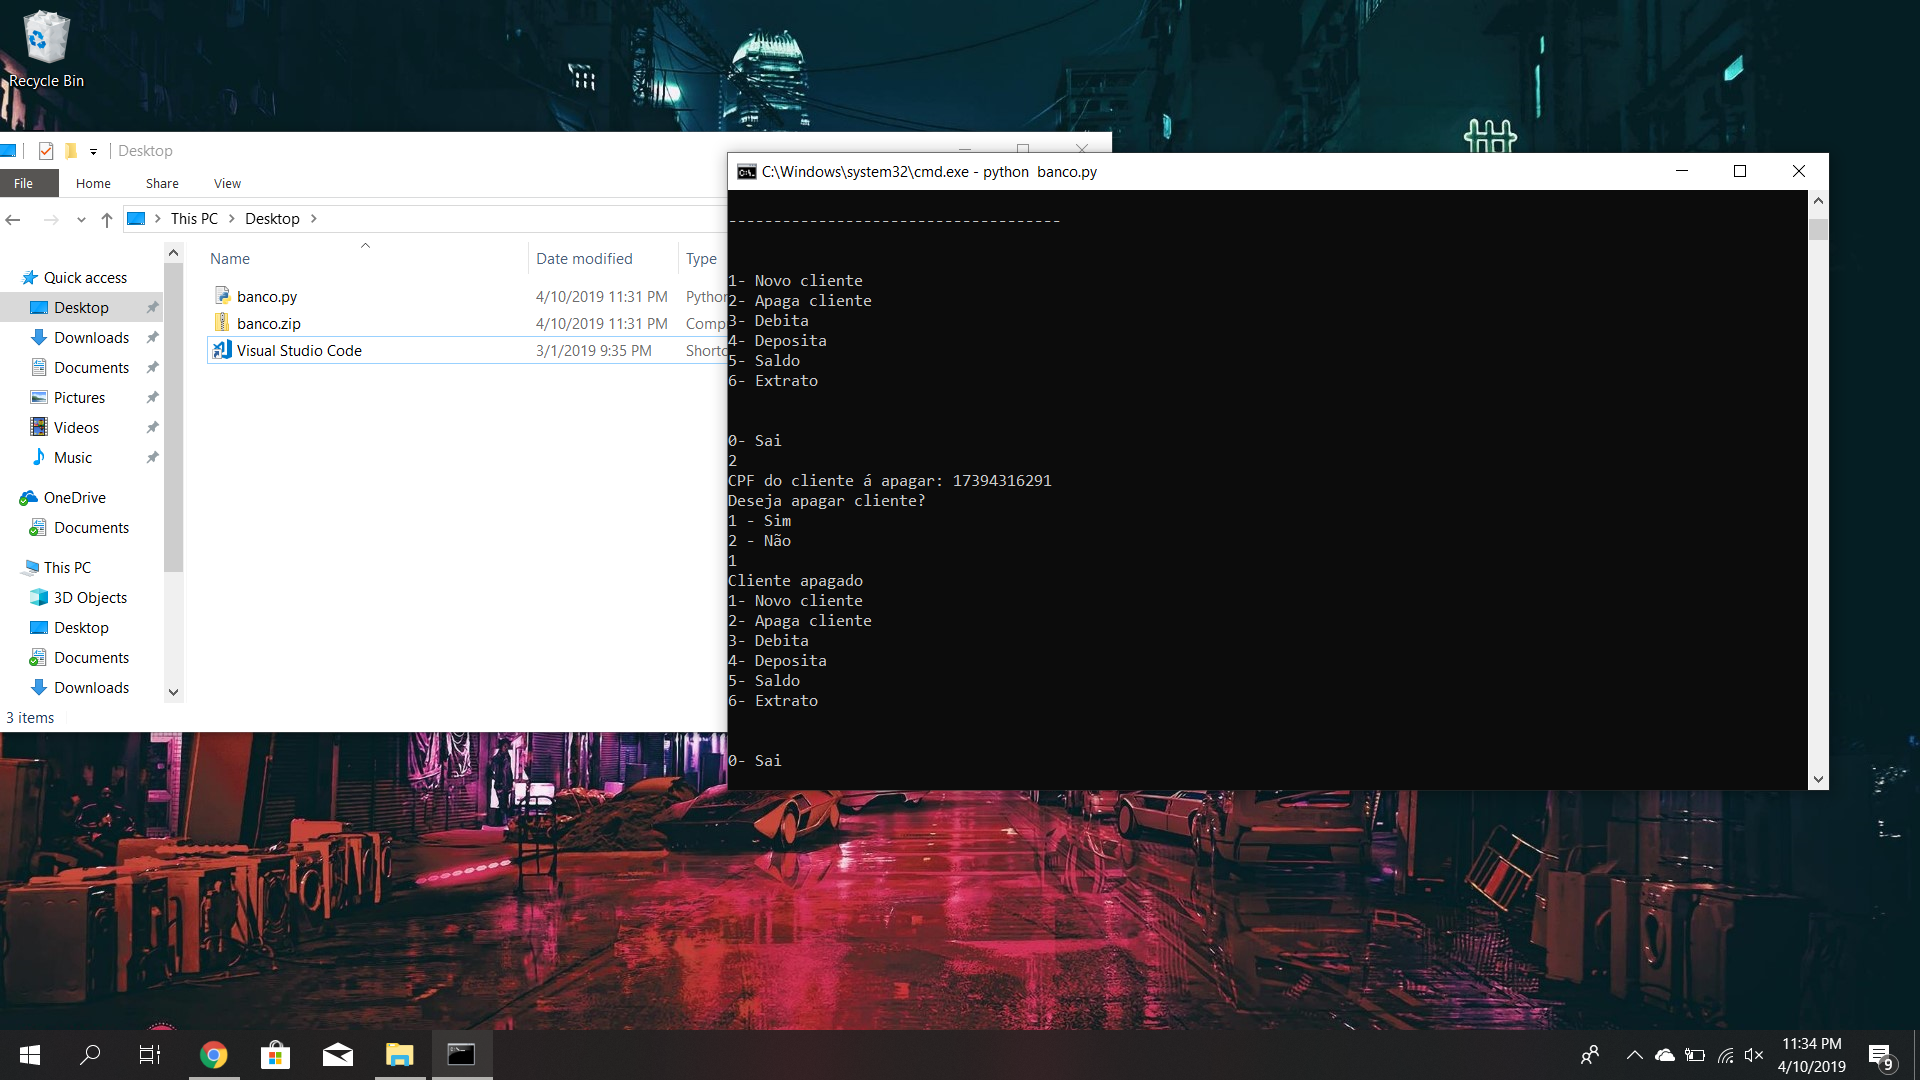 Recycle Bin
Desktop
File Home Share View
This PC Desktop
Name Date modified Type
Quick access
Desktop
Downloads
Documents
Pictures
Videos
Music
OneDrive
Documents
This PC
3D Objects
Desktop
Documents
Downloads
3 items
banco.py 4/10/2019 11:31 PM
banco.zip 4/10/2019 11:31 PM
Visual Studio Code 3/1/2019 9:35 PM
C:\Windows\system32\cmd.exe - python  banco.py
-------------------------------------
1- Novo cliente
2- Apaga cliente
3- Debita
4- Deposita
5- Saldo
6- Extrato
0- Sai
2
CPF do cliente á apagar: 17394316291
Deseja apagar cliente?
1 - Sim
2 - Não
1
Cliente apagado
1- Novo cliente
2- Apaga cliente
3- Debita
4- Deposita
5- Saldo
6- Extrato
0- Sai
11:34 PM
4/10/2019
9